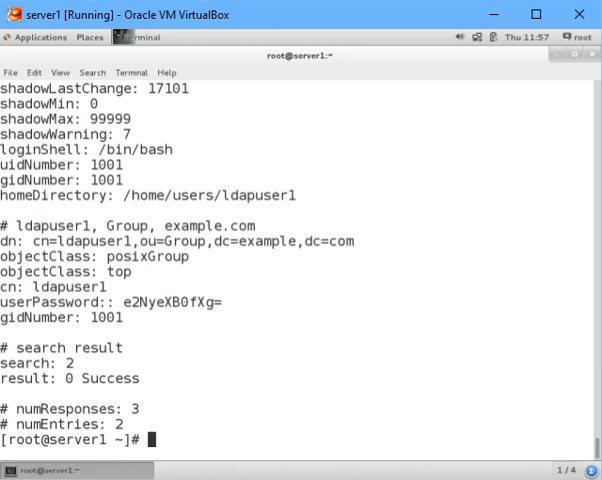 server1 [Running] - Oracle VM VirtualBox
Applications Places Terminal Thu 11:57 root
root@server1:~
File Edit View Search Terminal Help
shadowLastChange: 17101
shadowMin: 0
shadowMax: 99999
shadowWarning: 7
loginShell: /bin/bash
uidNumber: 1001
gidNumber: 1001
homeDirectory: /home/users/ldapuser1
# ldapuser1, Group, example.com
dn: cn=ldapuser1,ou=Group,dc=example,dc=com
objectClass: posixGroup
objectClass: top
cn: ldapuser1
userPassword:: e2NyeXB0fXg=
gidNumber: 1001
# search result
search: 2
result: 0 Success
# numResponses: 3
# numEntries: 2
[root@server1 ~]#
root@server1:~ 1 / 4 1